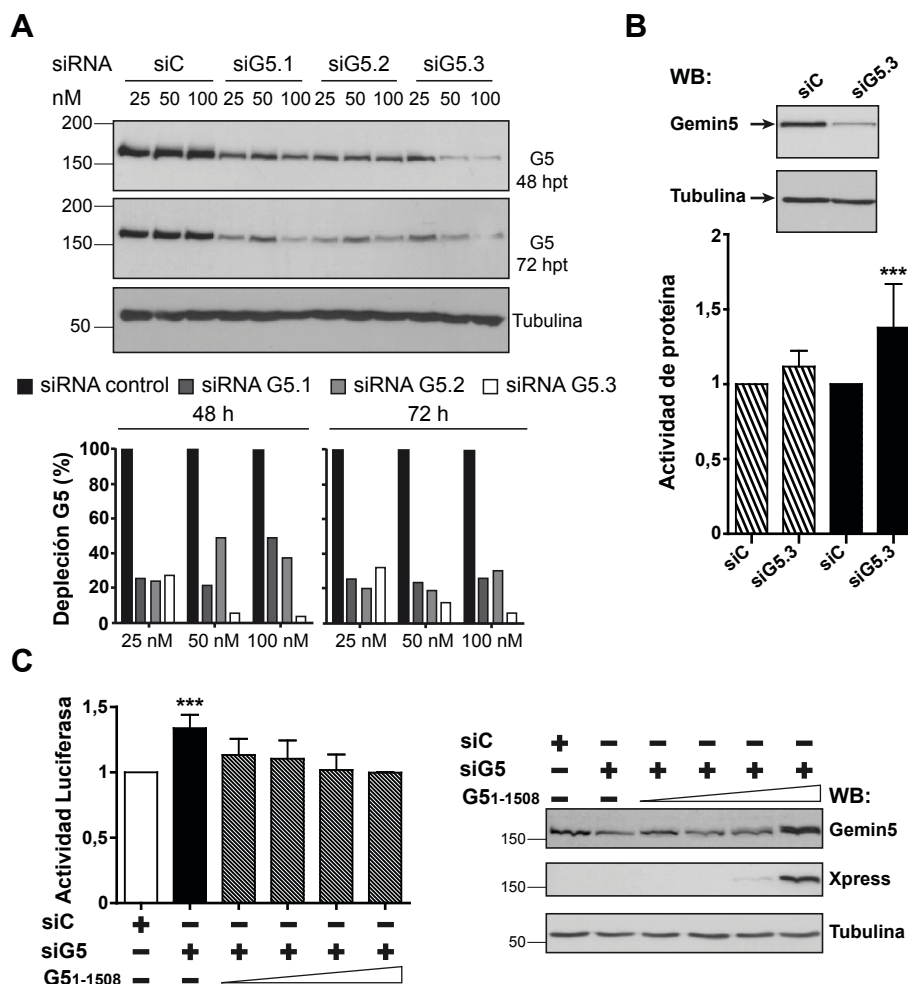 A
siRNA siC siG5.1 siG5.2 siG5.3
nM 25 50 100 25 50 100 25 50 100 25 50 100
200
150
G5
48 hpt
200
150
G5
72 hpt
50
Tubulina
siRNA control siRNA G5.1 siRNA G5.2 siRNA G5.3
48 h 72 h
Depleción G5 (%)
100
80
60
40
20
0
25 nM 50 nM 100 nM 25 nM 50 nM 100 nM
B
WB: siC siG5.3
Gemin5
Tubulina
Actividad de proteína
2
1,5
1
0,5
0
***
siC siG5.3 siC siG5.3
C
Actividad Luciferasa
1,5
1
0,5
0
***
siC + – – – – –
siG5 – + + + + +
G51-1508 – –
siC + – – – – –
siG5 – + + + + +
G51-1508 – – WB:
150 Gemin5
150 Xpress
50 Tubulina